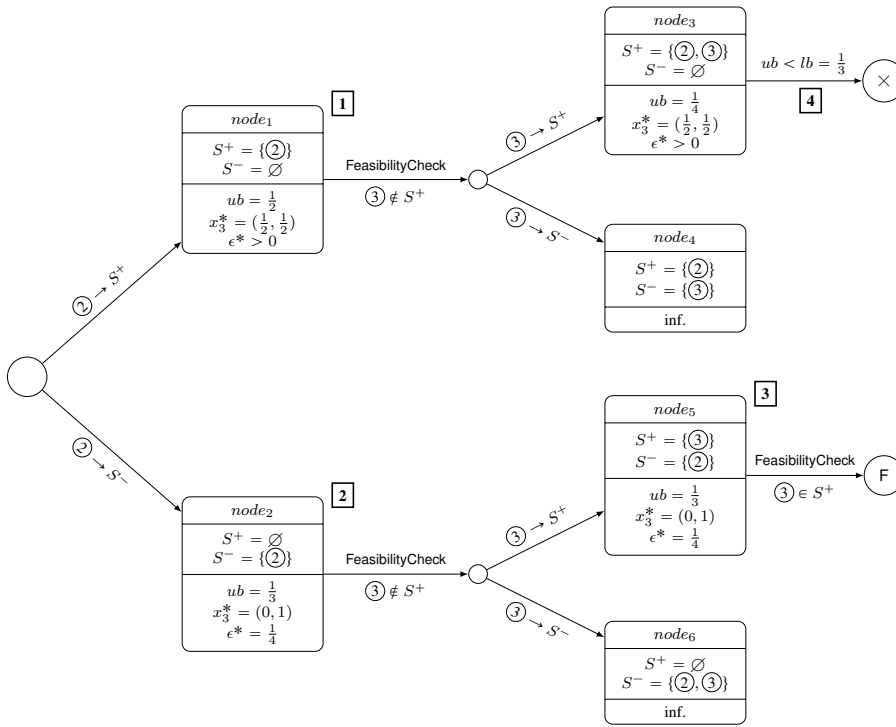 ② → S⁺
② → S⁻
1
node₁
S⁺ = {②}
S⁻ = ∅
ub = 1/2
x₃* = (1/2, 1/2)
ϵ* > 0
FeasibilityCheck
③ ∉ S⁺
③ → S⁺
③ → S⁻
node₃
S⁺ = {②, ③}
S⁻ = ∅
ub = 1/4
x₃* = (1/2, 1/2)
ϵ* > 0
ub < lb = 1/3
4
×
node₄
S⁺ = {②}
S⁻ = {③}
inf.
2
node₂
S⁺ = ∅
S⁻ = {②}
ub = 1/3
x₃* = (0, 1)
ϵ* = 1/4
FeasibilityCheck
③ ∉ S⁺
③ → S⁺
③ → S⁻
3
node₅
S⁺ = {③}
S⁻ = {②}
ub = 1/3
x₃* = (0, 1)
ϵ* = 1/4
FeasibilityCheck
③ ∈ S⁺
F
node₆
S⁺ = ∅
S⁻ = {②, ③}
inf.